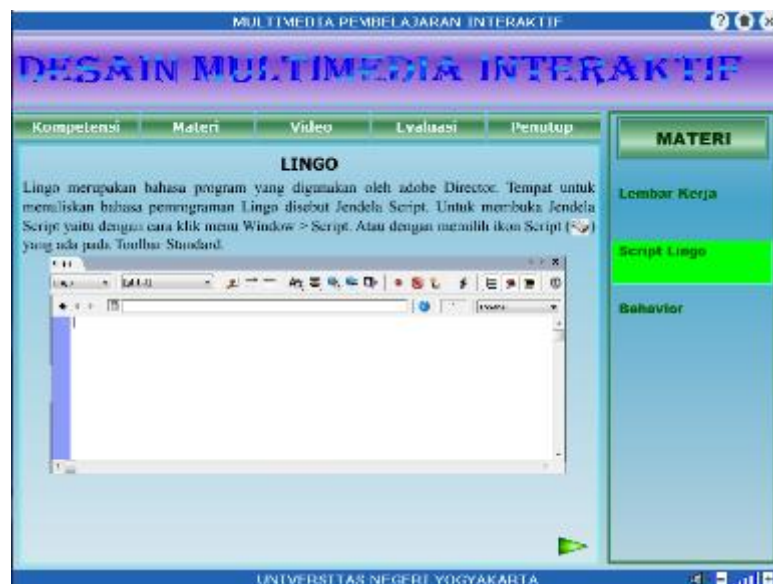 MULTIMEDIA PEMBELAJARAN INTERAKTIF
DESAIN MULTIMEDIA INTERAKTIF
Kompetensi Materi Video Evaluasi Penutup
MATERI
LINGO
Lingo merupakan bahasa program yang digunakan oleh adobe Director. Tempat untuk
menuliskan bahasa pemrograman Lingo disebut Jendela Script. Untuk membuka Jendela
Script yaitu dengan cara klik menu Window > Script. Atau dengan memilih ikon Script ( )
yang ada pada Toolbar Standard.
Lembar Kerja
Script Lingo
Behavior
UNIVERSITAS NEGERI YOGYAKARTA